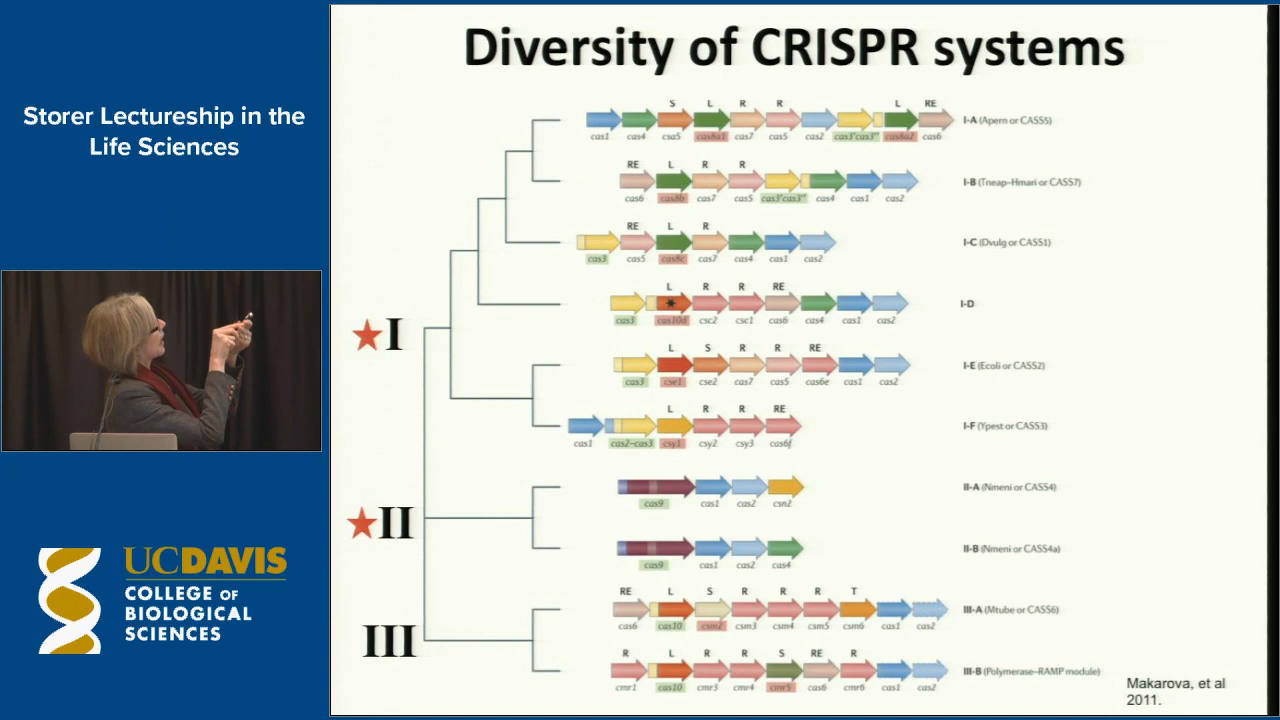 Storer Lectureship in the
Life Sciences
UCDAVIS
COLLEGE OF
BIOLOGICAL
SCIENCES
Diversity of CRISPR systems
S L R R L RE
cas1 cas4 csa5 cas8a1 cas7 cas5 cas2 cas3' cas3'' cas8a2 cas6
I-A (Apern or CASS5)
RE L R R
cas6 cas8b cas7 cas5 cas3' cas3'' cas4 cas1 cas2
I-B (Tneap–Hmari or CASS7)
RE L R
cas3 cas5 cas8c cas7 cas4 cas1 cas2
I-C (Dvulg or CASS1)
L R R RE
*
cas3 cas10d csc2 csc1 cas6 cas4 cas1 cas2
I-D
I
L S R R RE
cas3 cse1 cse2 cas7 cas5 cas6e cas1 cas2
I-E (Ecoli or CASS2)
L R R RE
cas1 cas2–cas3 csy1 csy2 csy3 cas6f
I-F (Ypest or CASS3)
cas9 cas1 cas2 csn2
II-A (Nmeni or CASS4)
II
cas9 cas1 cas2 cas4
II-B (Nmeni or CASS4a)
RE L S R R R T
cas6 cas10 csm2 csm3 csm4 csm5 csm6 cas1 cas2
III-A (Mtube or CASS6)
III
R L R R S RE R
cmr1 cas10 cmr3 cmr4 cmr5 cas6 cmr6 cas1 cas2
III-B (Polymerase–RAMP module)
Makarova, et al
2011.